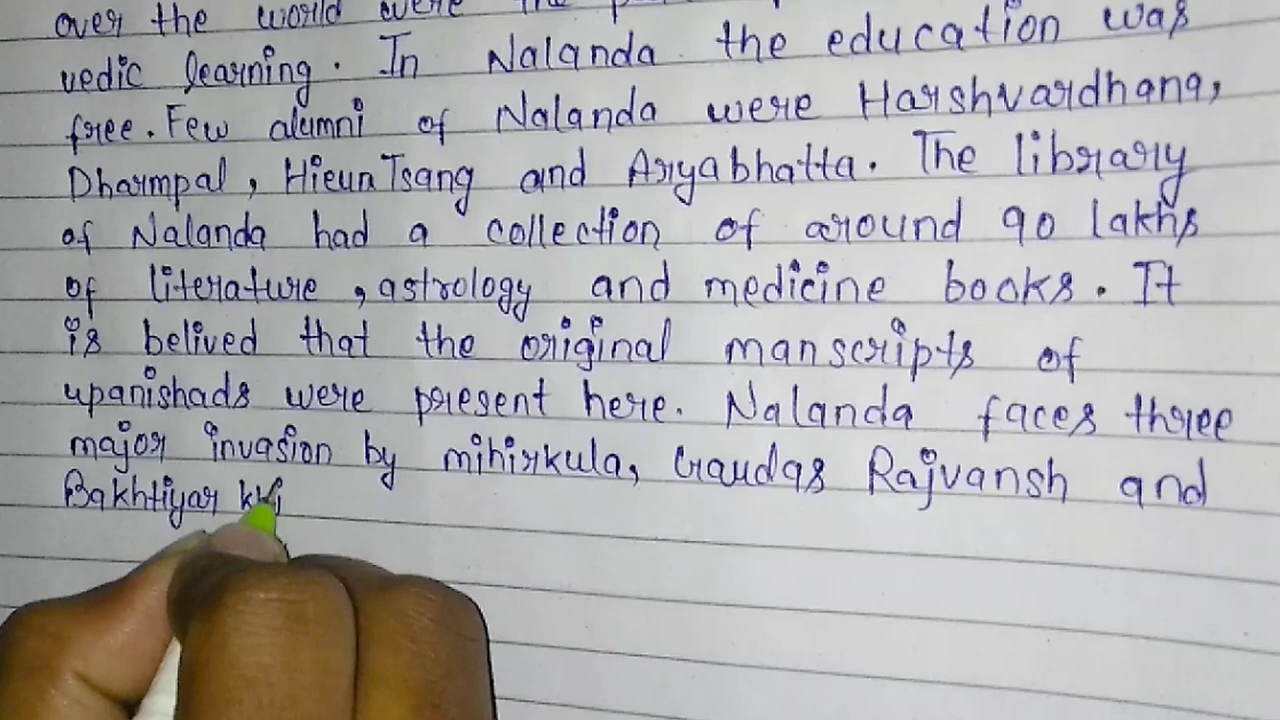 over the world were the
vedic learning. In Nalanda the education was
free. Few alumni of Nalanda were Harshvardhana,
Dharmpal, Hieun Tsang and Aryabhatta. The library
of Nalanda had a collection of around 90 lakhs
of literature, astrology and medicine books. It
is belived that the original manscripts of
upanishads were present here. Nalanda faces three
major invasion by mihirkula, Gaudas Rajvansh and
Bakhtiyar